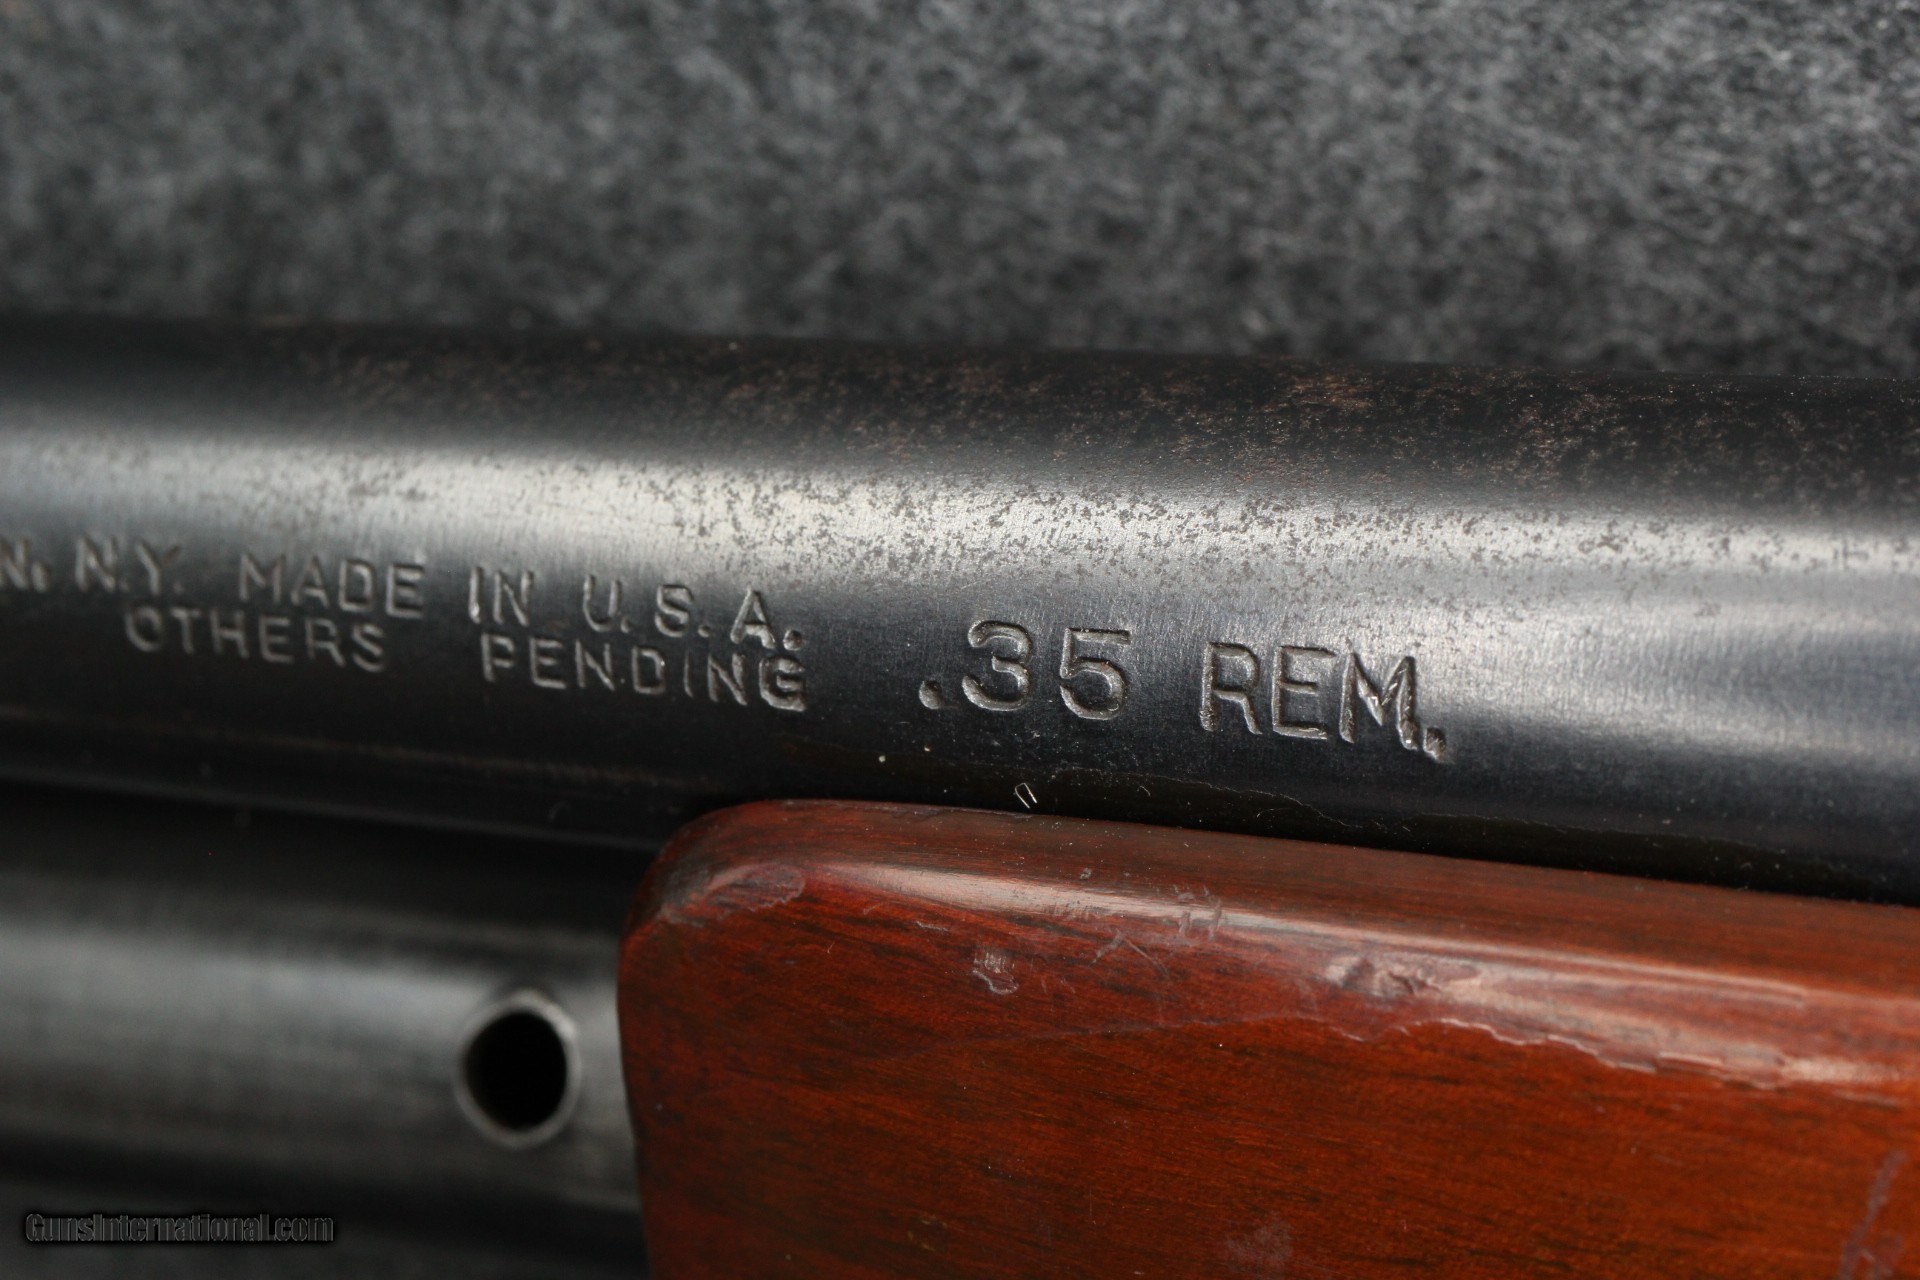 N. N.Y. MADE IN U.S.A.
OTHERS PENDING
.35 REM.
GunsInternational.com